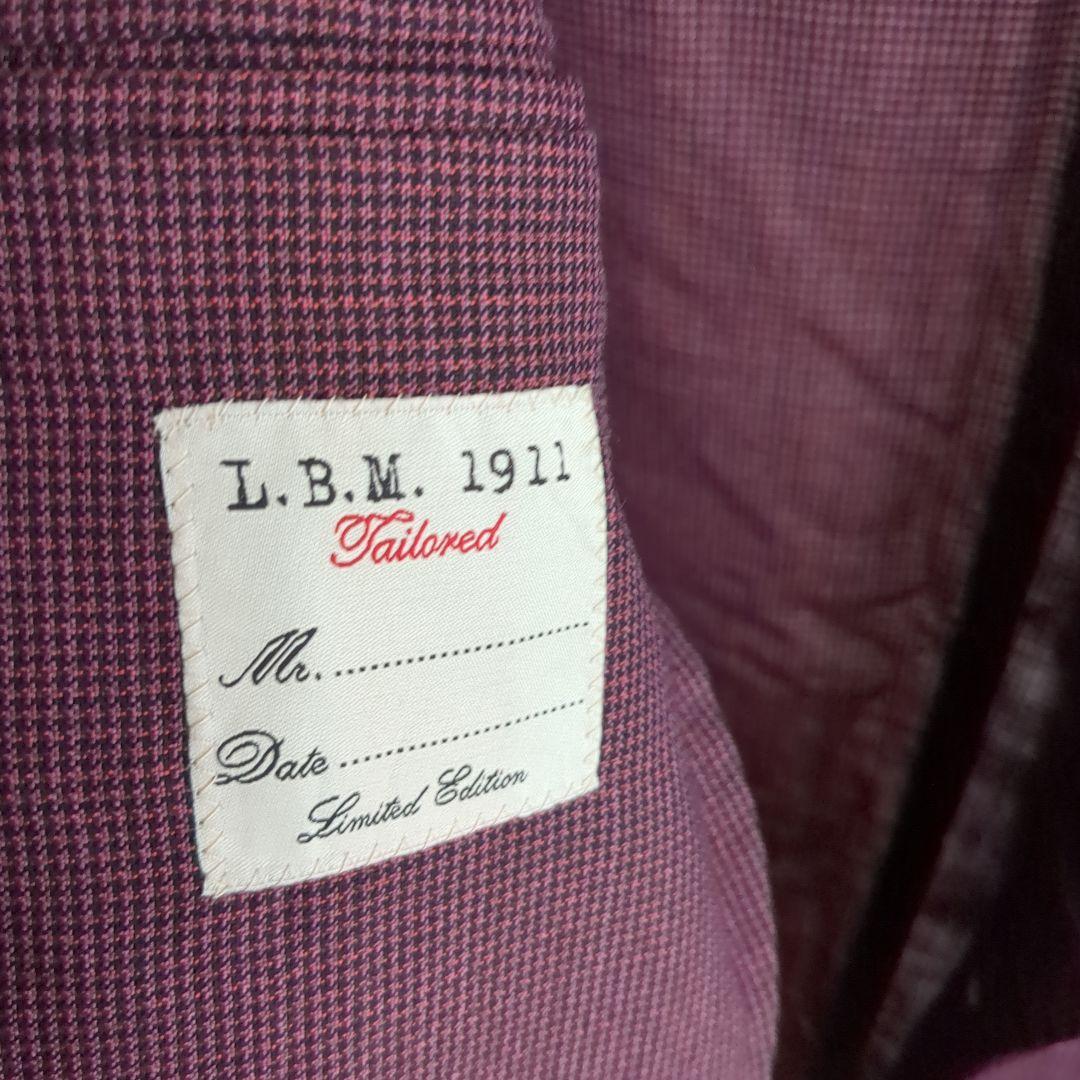 L.B.M. 1911
Tailored
Mr. ........................
Date ........................
Limited Edition